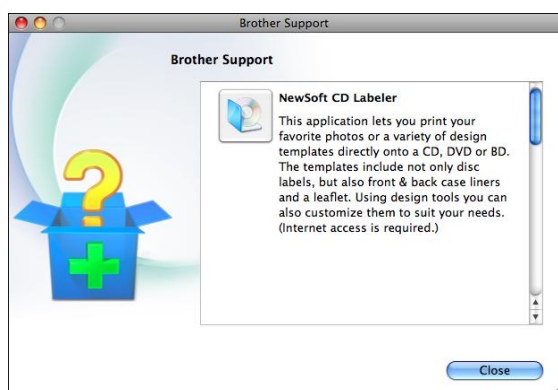 Brother Support
Brother Support
NewSoft CD Labeler
This application lets you print your
favorite photos or a variety of design
templates directly onto a CD, DVD or BD.
The templates include not only disc
labels, but also front & back case liners
and a leaflet. Using design tools you can
also customize them to suit your needs.
(Internet access is required.)
Close